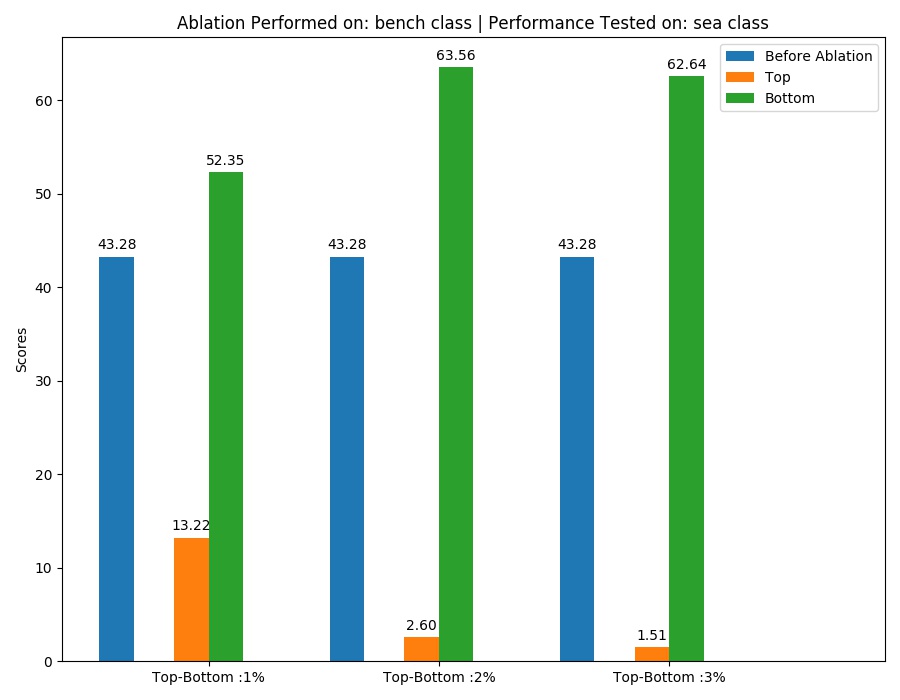 Ablation Performed on: bench class | Performance Tested on: sea class
Before Ablation
Top
Bottom
Scores
60
50
40
30
20
10
0
43.28
13.22
52.35
43.28
2.60
63.56
43.28
1.51
62.64
Top-Bottom :1%
Top-Bottom :2%
Top-Bottom :3%